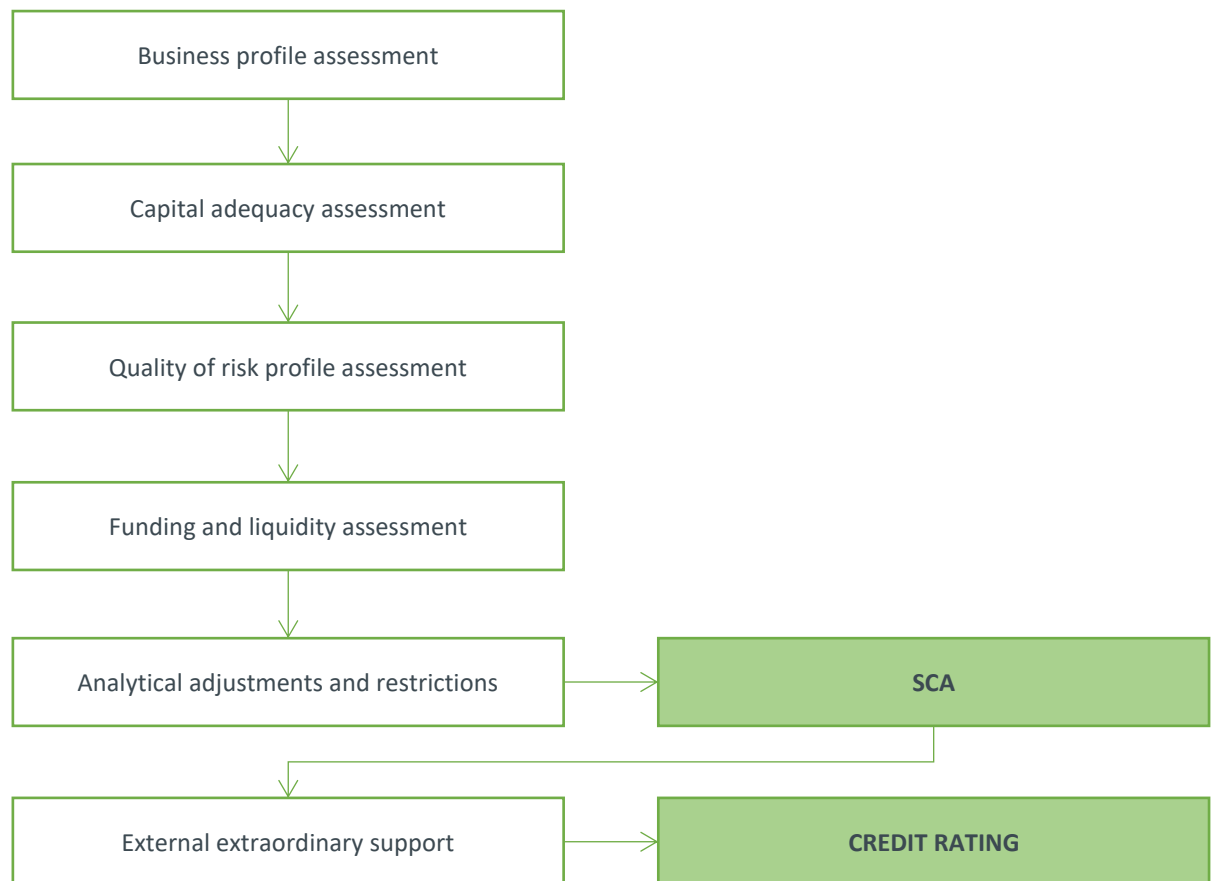 Business profile assessment
Capital adequacy assessment
Quality of risk profile assessment
Funding and liquidity assessment
Analytical adjustments and restrictions
SCA
External extraordinary support
CREDIT RATING